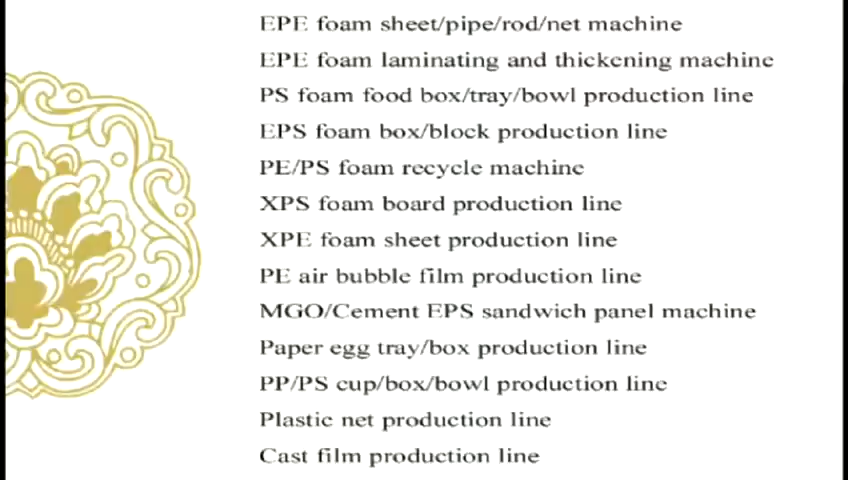 EPE foam sheet/pipe/rod/net machine
EPE foam laminating and thickening machine
PS foam food box/tray/bowl production line
EPS foam box/block production line
PE/PS foam recycle machine
XPS foam board production line
XPE foam sheet production line
PE air bubble film production line
MGO/Cement EPS sandwich panel machine
Paper egg tray/box production line
PP/PS cup/box/bowl production line
Plastic net production line
Cast film production line